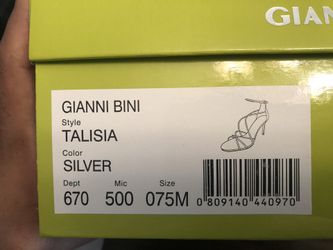 GIAN
GIANNI BINI
Style
TALISIA
Color
SILVER
Dept Mic Size
670 500 075M
0 809140 440970